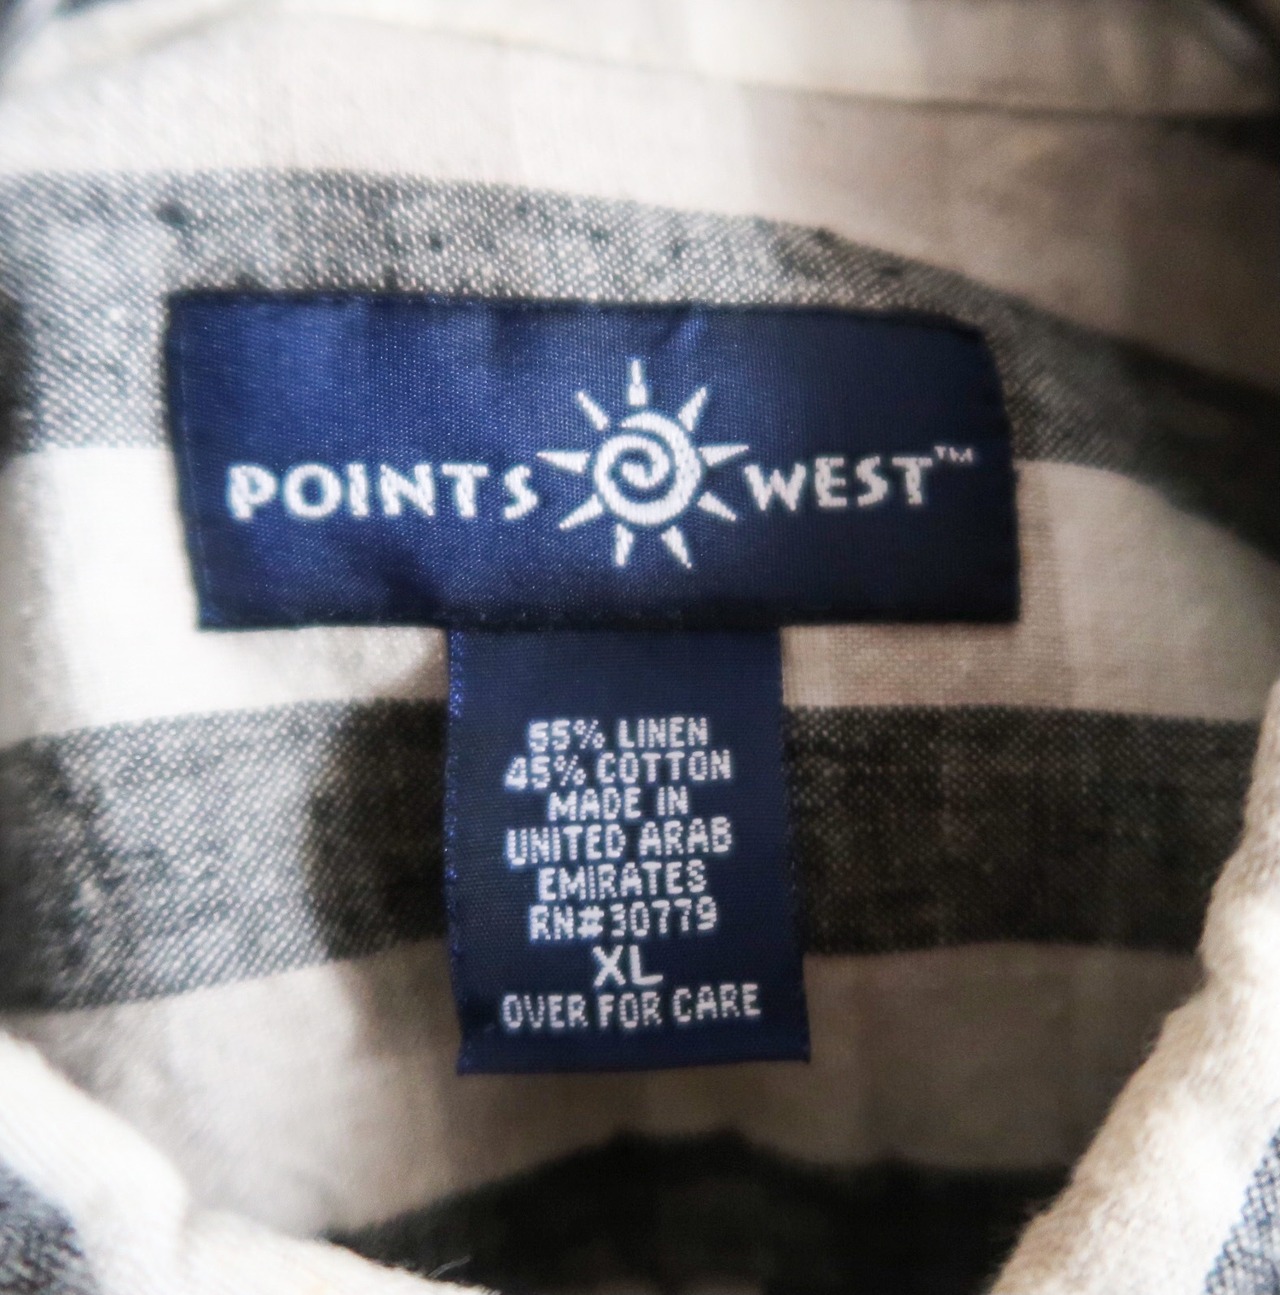 POINTS WEST™
55% LINEN
45% COTTON
MADE IN
UNITED ARAB
EMIRATES
RN#30779
XL
OVER FOR CARE